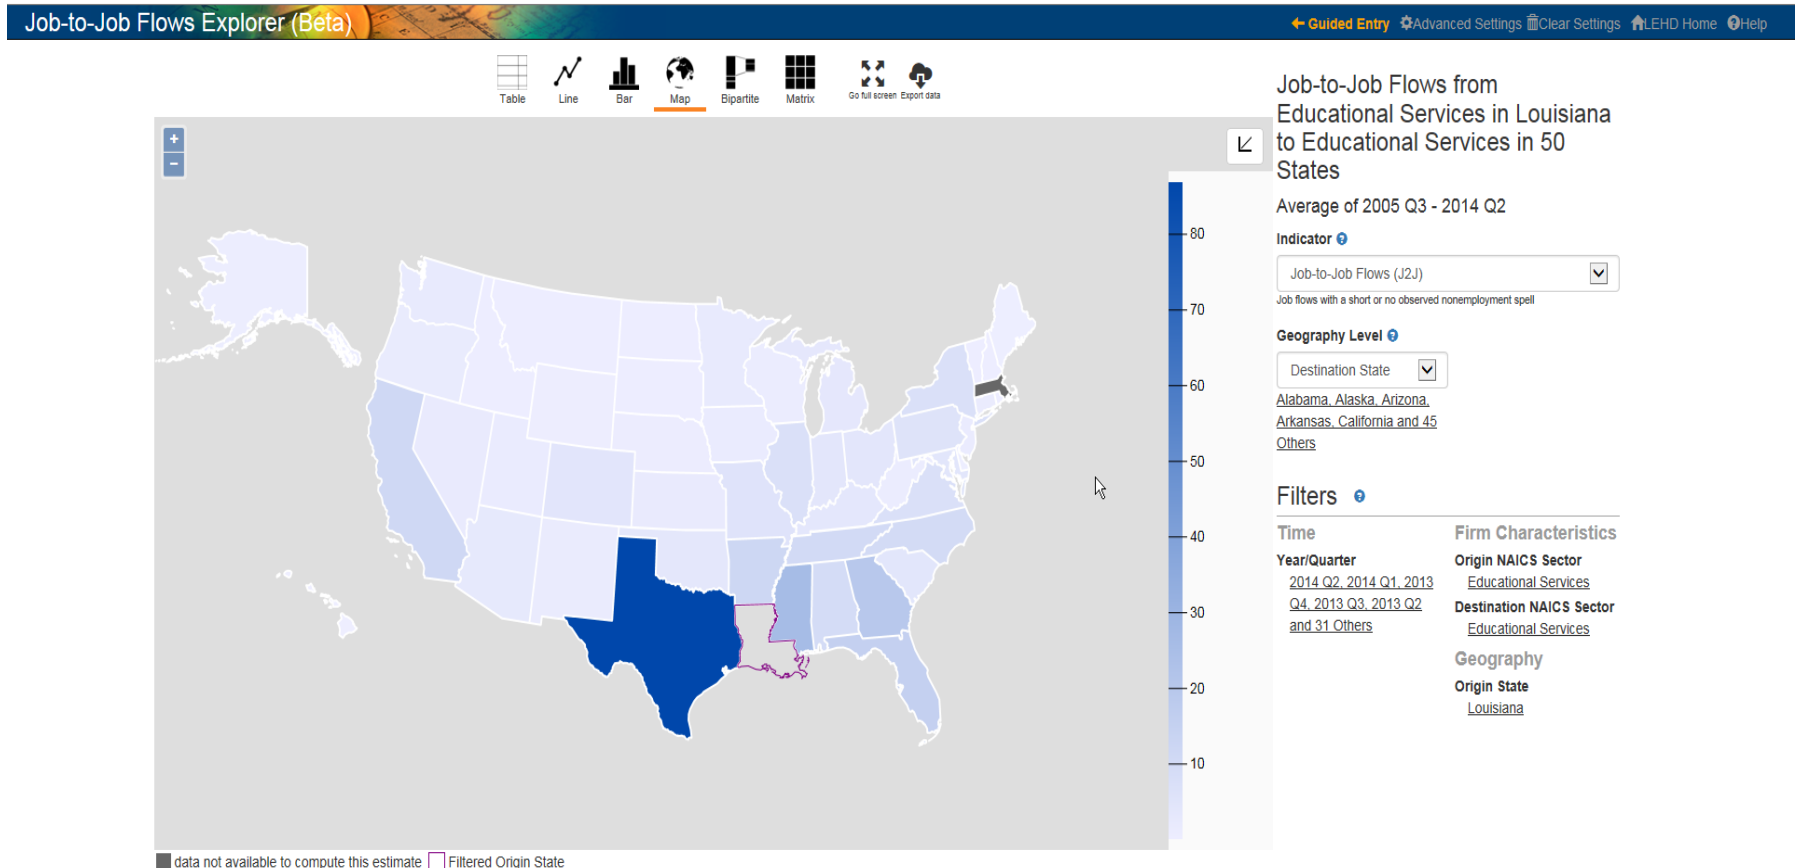 Job-to-Job Flows Explorer (Beta)
Guided Entry Advanced Settings Clear Settings LEHD Home Help
Table Line Bar Map Bipartite Matrix Go full screen Export data
+
−
80
70
60
50
40
30
20
10
data not available to compute this estimate Filtered Origin State
Job-to-Job Flows from
Educational Services in Louisiana
to Educational Services in 50
States
Average of 2005 Q3 - 2014 Q2
Indicator
Job-to-Job Flows (J2J)
Job flows with a short or no observed nonemployment spell
Geography Level
Destination State
Alabama, Alaska, Arizona,
Arkansas, California and 45
Others
Filters
Time
Year/Quarter
2014 Q2, 2014 Q1, 2013
Q4, 2013 Q3, 2013 Q2
and 31 Others
Firm Characteristics
Origin NAICS Sector
Educational Services
Destination NAICS Sector
Educational Services
Geography
Origin State
Louisiana